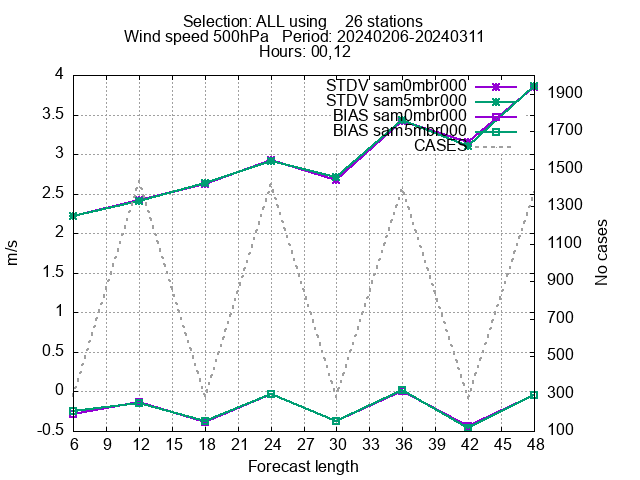 Selection: ALL using 26 stations
Wind speed 500hPa Period: 20240206-20240311
Hours: 00,12
STDV sam0mbr000
STDV sam5mbr000
BIAS sam0mbr000
BIAS sam5mbr000
CASES
m/s
4
3.5
3
2.5
2
1.5
1
0.5
0
-0.5
1900
1700
1500
1300
1100
900
700
500
300
100
No cases
6 9 12 15 18 21 24 27 30 33 36 39 42 45 48
Forecast length